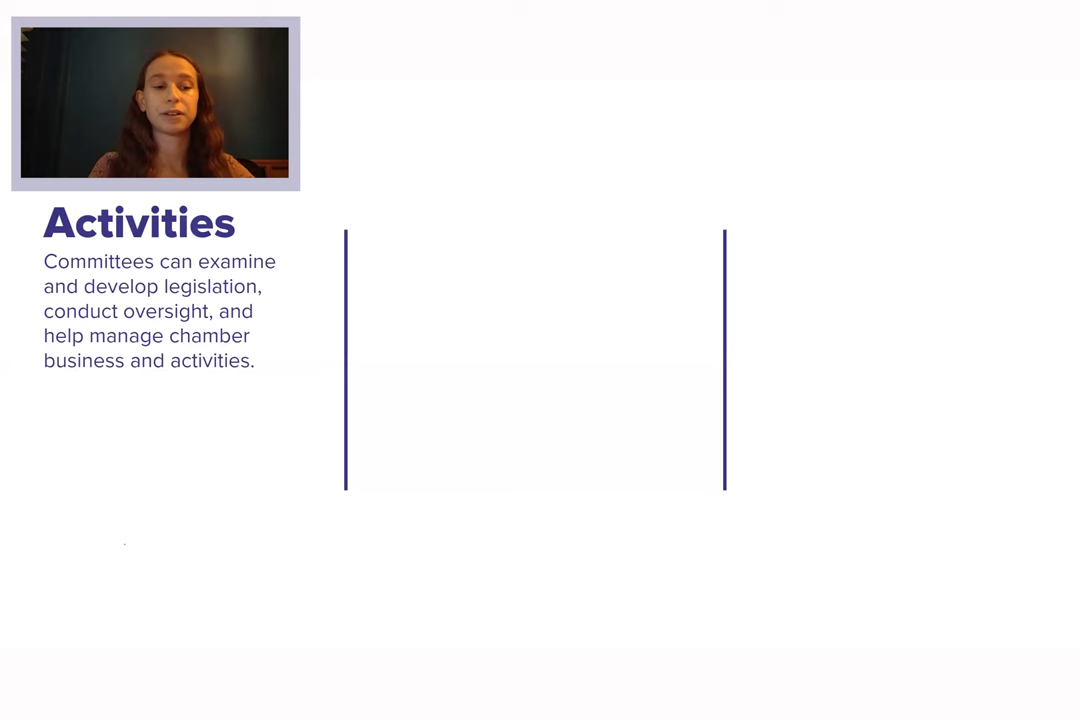 Activities
Committees can examine
and develop legislation,
conduct oversight, and
help manage chamber
business and activities.